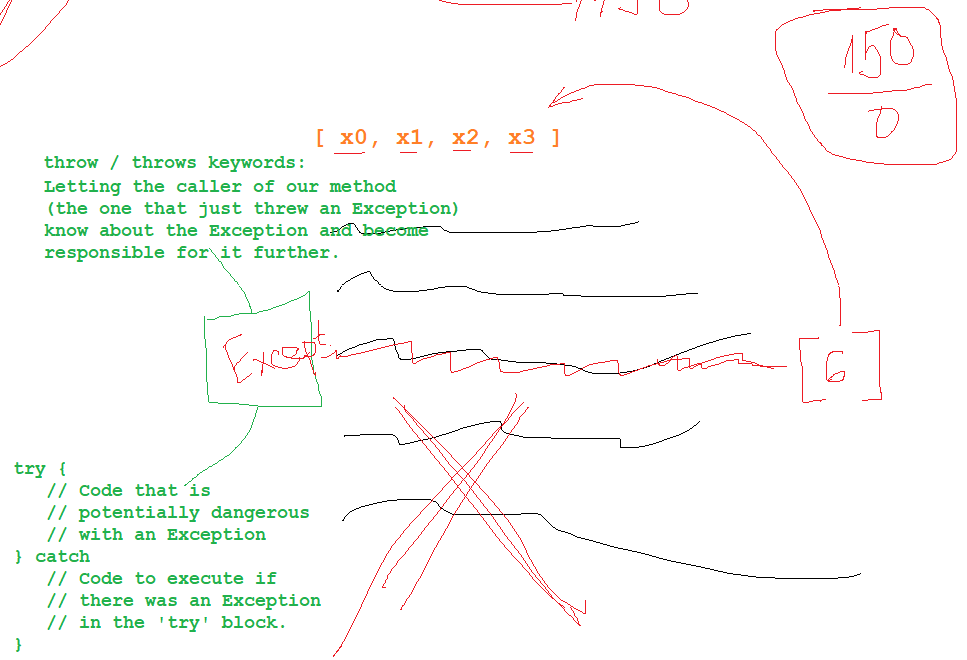 150
0
[ x0, x1, x2, x3 ]
throw / throws keywords:
Letting the caller of our method
(the one that just threw an Exception)
know about the Exception and become
responsible for it further.
Except.
[6]
try {
// Code that is
// potentially dangerous
// with an Exception
} catch
// Code to execute if
// there was an Exception
// in the 'try' block.
}